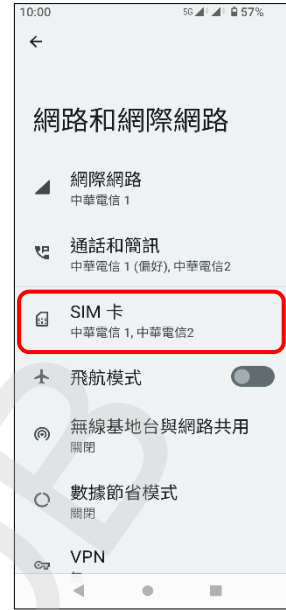 10:00 5G 57%
網路和網際網路
網際網路
中華電信 1
通話和簡訊
中華電信 1 (偏好), 中華電信2
SIM 卡
中華電信 1, 中華電信2
飛航模式
無線基地台與網路共用
關閉
數據節省模式
關閉
VPN